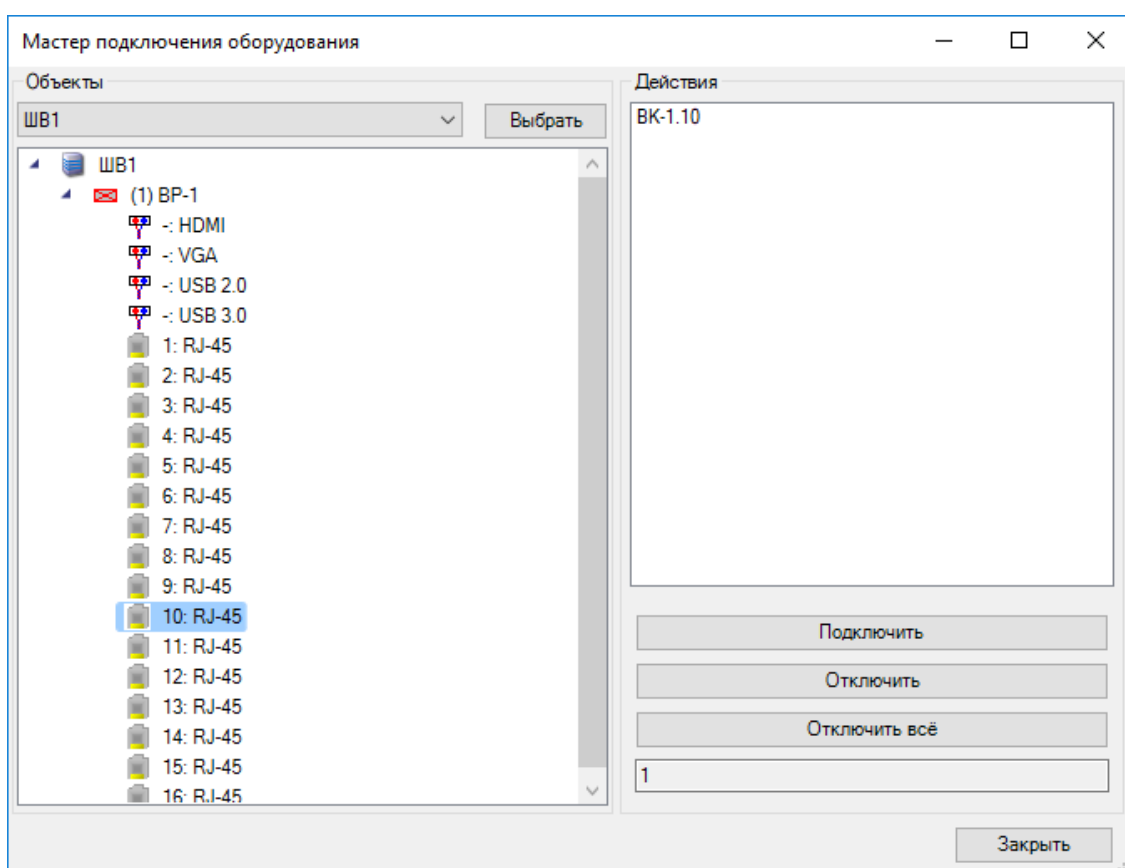 Мастер подключения оборудования
Объекты
ШВ1
Выбрать
ШВ1
(1) ВР-1
-: HDMI
-: VGA
-: USB 2.0
-: USB 3.0
1: RJ-45
2: RJ-45
3: RJ-45
4: RJ-45
5: RJ-45
6: RJ-45
7: RJ-45
8: RJ-45
9: RJ-45
10: RJ-45
11: RJ-45
12: RJ-45
13: RJ-45
14: RJ-45
15: RJ-45
16: RJ-45
Действия
ВК-1.10
Подключить
Отключить
Отключить всё
1
Закрыть